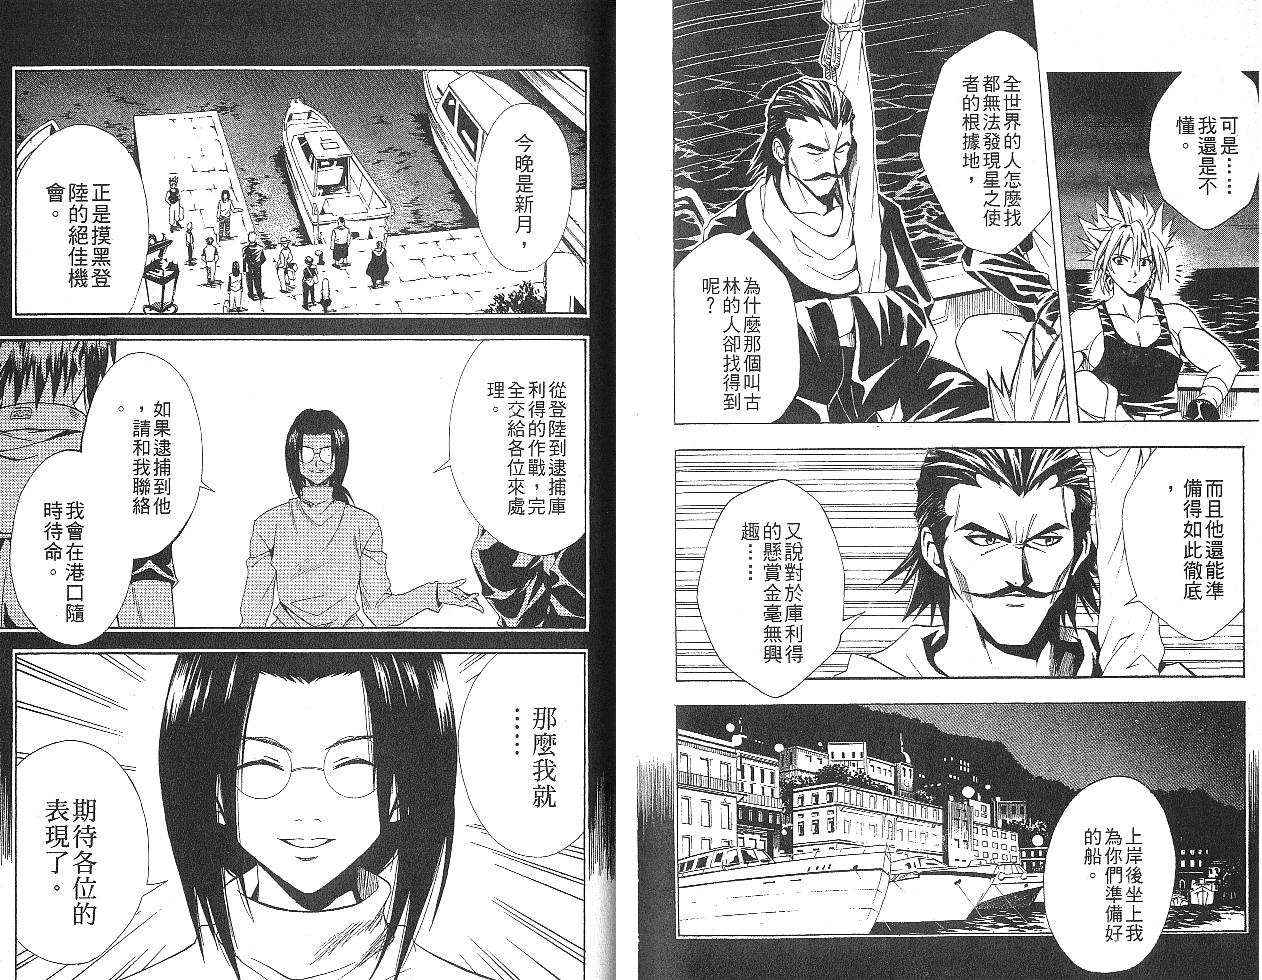 可是⋯⋯
我還是不
懂。
全世界的人怎麼找
都無法發現星之使
者的根據地，
為什麼那個叫古
林的人卻找得到
呢？
而且他還能準
備得如此徹底
，
又說對於庫利得
的懸賞金毫無興
趣⋯⋯
上岸後坐上我
為你們準備好
的船。
今晚是新月，
正是摸黑登
陸的絕佳機
會。
從登陸到逮捕庫
利得的作戰，完
全交給各位來處
理。
如果逮捕到他
，請和我聯絡
。
我會在港口隨
時待命。
那麼我就
⋯⋯
期待各位的
表現了。